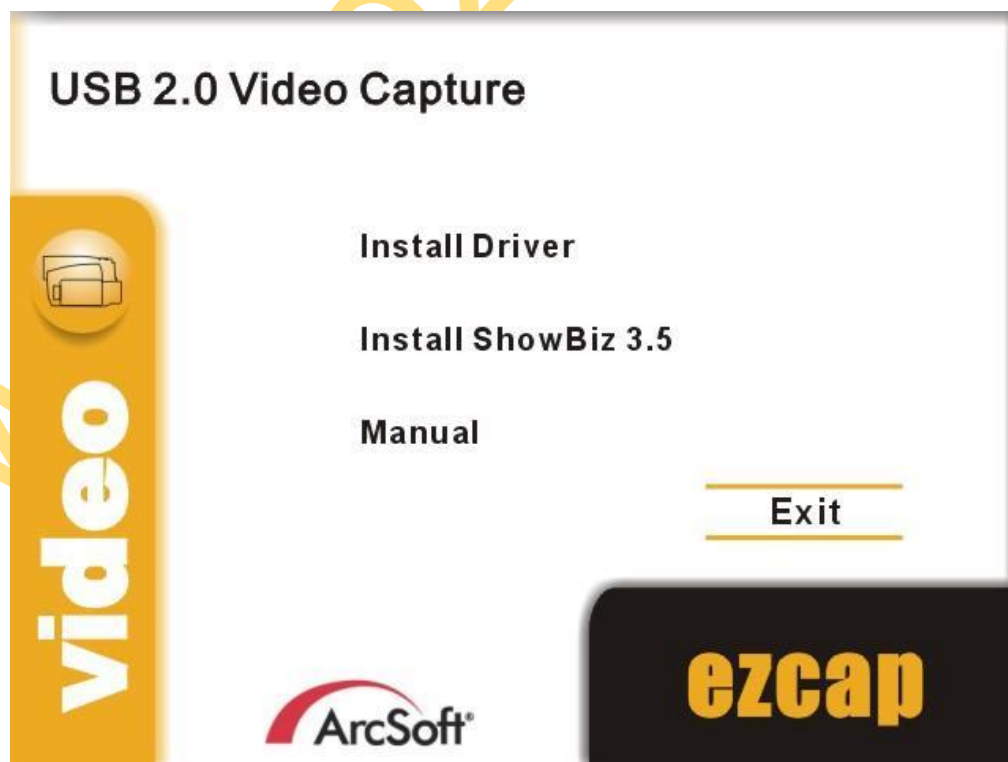 USB 2.0 Video Capture
Install Driver
Install ShowBiz 3.5
Manual
Exit
video
ArcSoft
ezcap